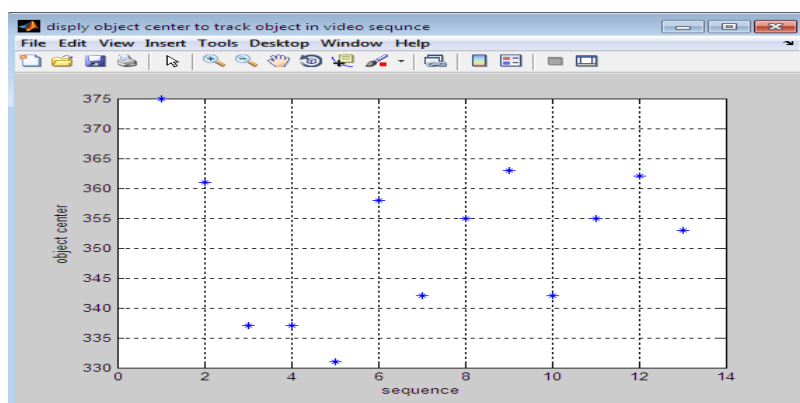 disply object center to track object in video sequnce
File Edit View Insert Tools Desktop Window Help
375
370
365
360
355
350
345
340
335
330
object center
0 2 4 6 8 10 12 14
sequence